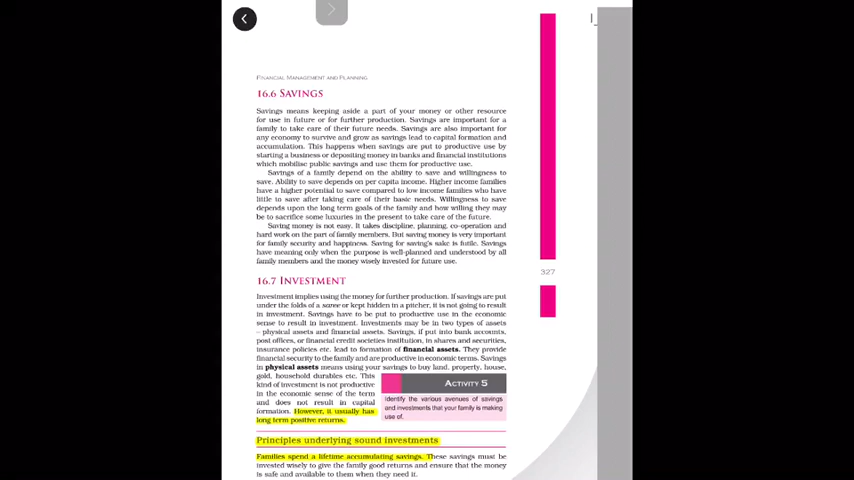 FINANCIAL MANAGEMENT AND PLANNING
16.6 SAVINGS
Savings means keeping aside a part of your money or other resource
for use in future or for further production. Savings are important for a
family to take care of their future needs. Savings are also important for
any economy to survive and grow as savings lead to capital formation and
accumulation. This happens when savings are put to productive use by
starting a business or depositing money in banks and financial institutions
which mobilise public savings and use them for productive use.
Savings of a family depend on the ability to save and willingness to
save. Ability to save depends on per capita income. Higher income families
have a higher potential to save compared to low income families who have
little to save after taking care of their basic needs. Willingness to save
depends upon the long term goals of the family and how willing they may
be to sacrifice some luxuries in the present to take care of the future.
Saving money is not easy. It takes discipline, planning, co-operation and
hard work on the part of family members. But saving money is very important
for family security and happiness. Saving for saving's sake is futile. Savings
have meaning only when the purpose is well-planned and understood by all
family members and the money wisely invested for future use.
327
16.7 INVESTMENT
Investment implies using the money for further production. If savings are put
under the folds of a saree or kept hidden in a pitcher, it is not going to result
in investment. Savings have to be put to productive use in the economic
sense to result in investment. Investments may be in two types of assets
– physical assets and financial assets. Savings, if put into bank accounts,
post offices, or financial credit societies institution, in shares and securities,
insurance policies etc. lead to formation of financial assets. They provide
financial security to the family and are productive in economic terms. Savings
in physical assets means using your savings to buy land, property, house,
gold, household durables etc. This
kind of investment is not productive
in the economic sense of the term
and does not result in capital
formation. However, it usually has
long term positive returns.
ACTIVITY 5
Identify the various avenues of savings
and investments that your family is making
use of.
Principles underlying sound investments
Families spend a lifetime accumulating savings. These savings must be
invested wisely to give the family good returns and ensure that the money
is safe and available to them when they need it.